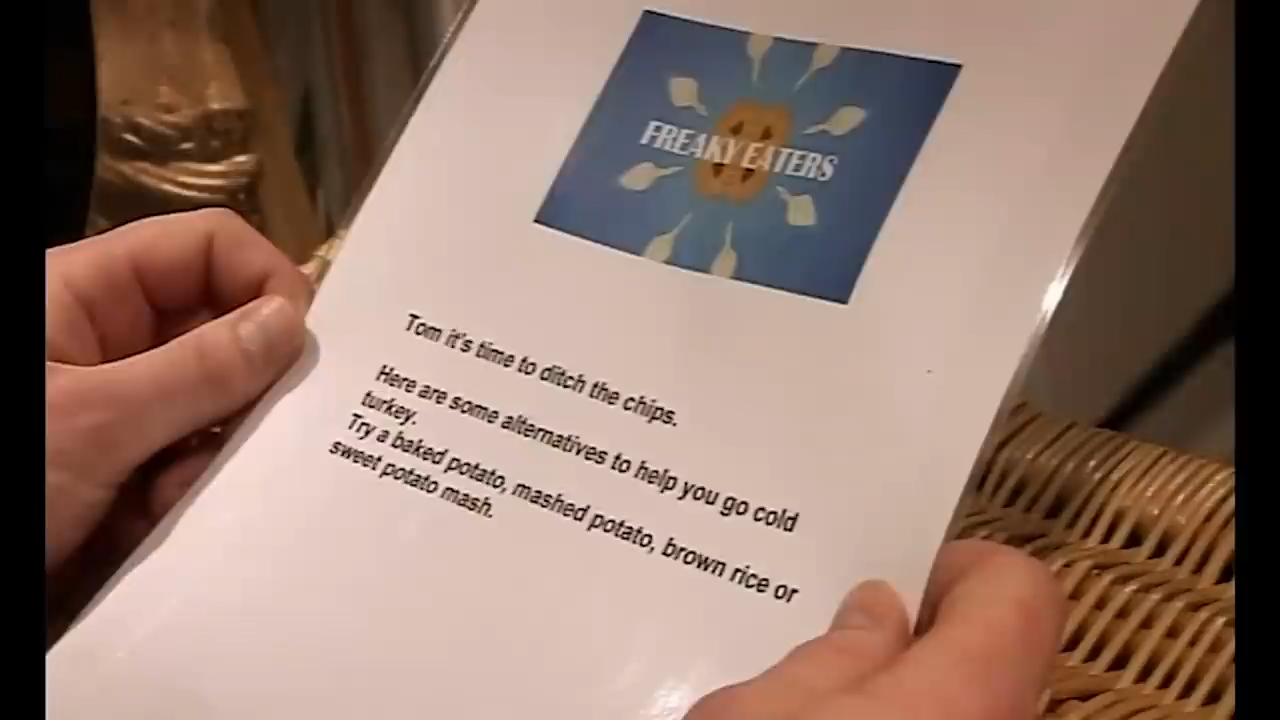 FREAKY EATERS
Tom it's time to ditch the chips.
Here are some alternatives to help you go cold
turkey.
Try a baked potato, mashed potato, brown rice or
sweet potato mash.